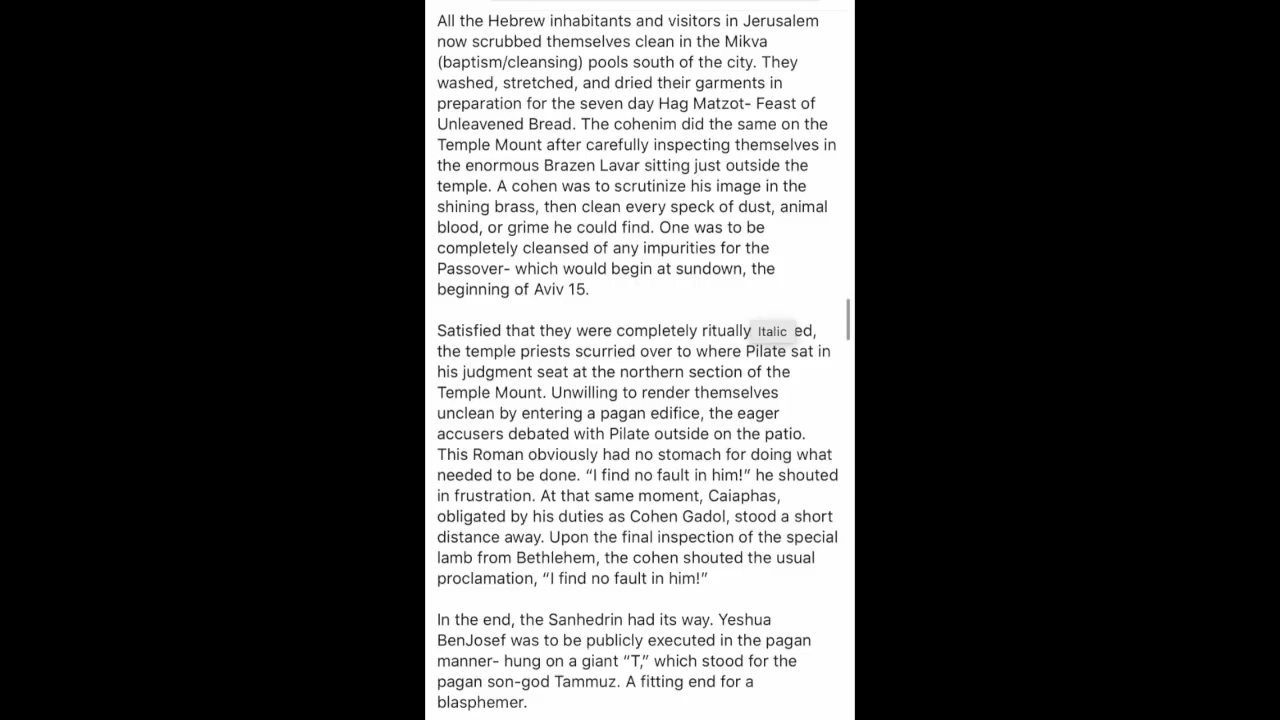 All the Hebrew inhabitants and visitors in Jerusalem
now scrubbed themselves clean in the Mikva
(baptism/cleansing) pools south of the city. They
washed, stretched, and dried their garments in
preparation for the seven day Hag Matzot- Feast of
Unleavened Bread. The cohenim did the same on the
Temple Mount after carefully inspecting themselves in
the enormous Brazen Lavar sitting just outside the
temple. A cohen was to scrutinize his image in the
shining brass, then clean every speck of dust, animal
blood, or grime he could find. One was to be
completely cleansed of any impurities for the
Passover- which would begin at sundown, the
beginning of Aviv 15.
Satisfied that they were completely ritually Italic ed,
the temple priests scurried over to where Pilate sat in
his judgment seat at the northern section of the
Temple Mount. Unwilling to render themselves
unclean by entering a pagan edifice, the eager
accusers debated with Pilate outside on the patio.
This Roman obviously had no stomach for doing what
needed to be done. “I find no fault in him!” he shouted
in frustration. At that same moment, Caiaphas,
obligated by his duties as Cohen Gadol, stood a short
distance away. Upon the final inspection of the special
lamb from Bethlehem, the cohen shouted the usual
proclamation, “I find no fault in him!”
In the end, the Sanhedrin had its way. Yeshua
BenJosef was to be publicly executed in the pagan
manner- hung on a giant “T,” which stood for the
pagan son-god Tammuz. A fitting end for a
blasphemer.